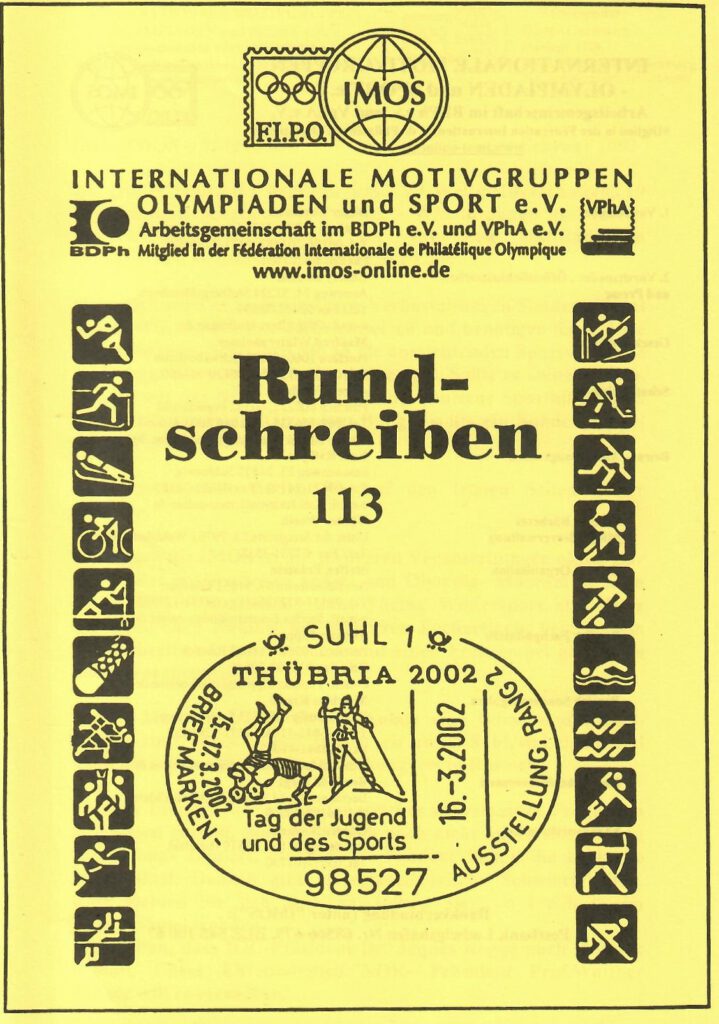 F.I.P.O.
IMOS
INTERNATIONALE MOTIVGRUPPEN
OLYMPIADEN und SPORT e.V.
BDPh
Arbeitsgemeinschaft im BDPh e.V. und VPhA e.V.
VPhA
Mitglied in der Fédération Internationale de Philatélique Olympique
www.imos-online.de
Rund-
schreiben
113
SUHL 1
THÜBRIA 2002
BRIEFMARKEN-
AUSSTELLUNG, RANG 2
15.-17.3.2002
16.-3.2002
Tag der Jugend
und des Sports
98527